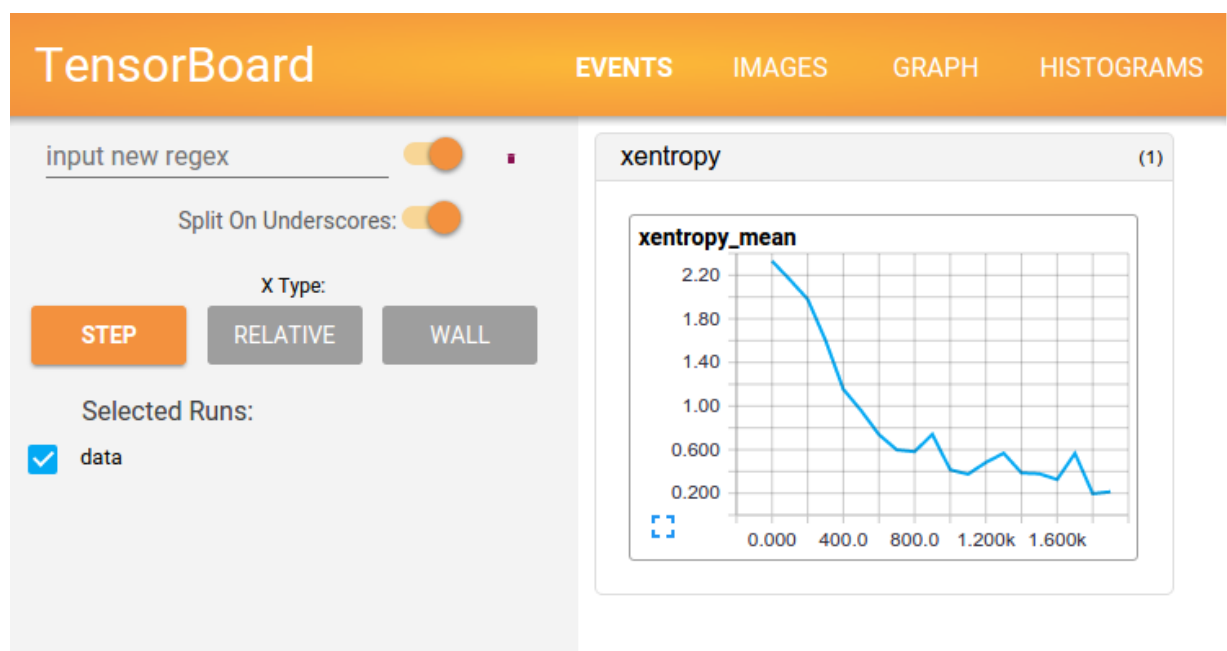 TensorBoard EVENTS IMAGES GRAPH HISTOGRAMS
input new regex
Split On Underscores:
X Type:
STEP RELATIVE WALL
Selected Runs:
data
xentropy (1)
xentropy_mean
2.20
1.80
1.40
1.00
0.600
0.200
0.000 400.0 800.0 1.200k 1.600k